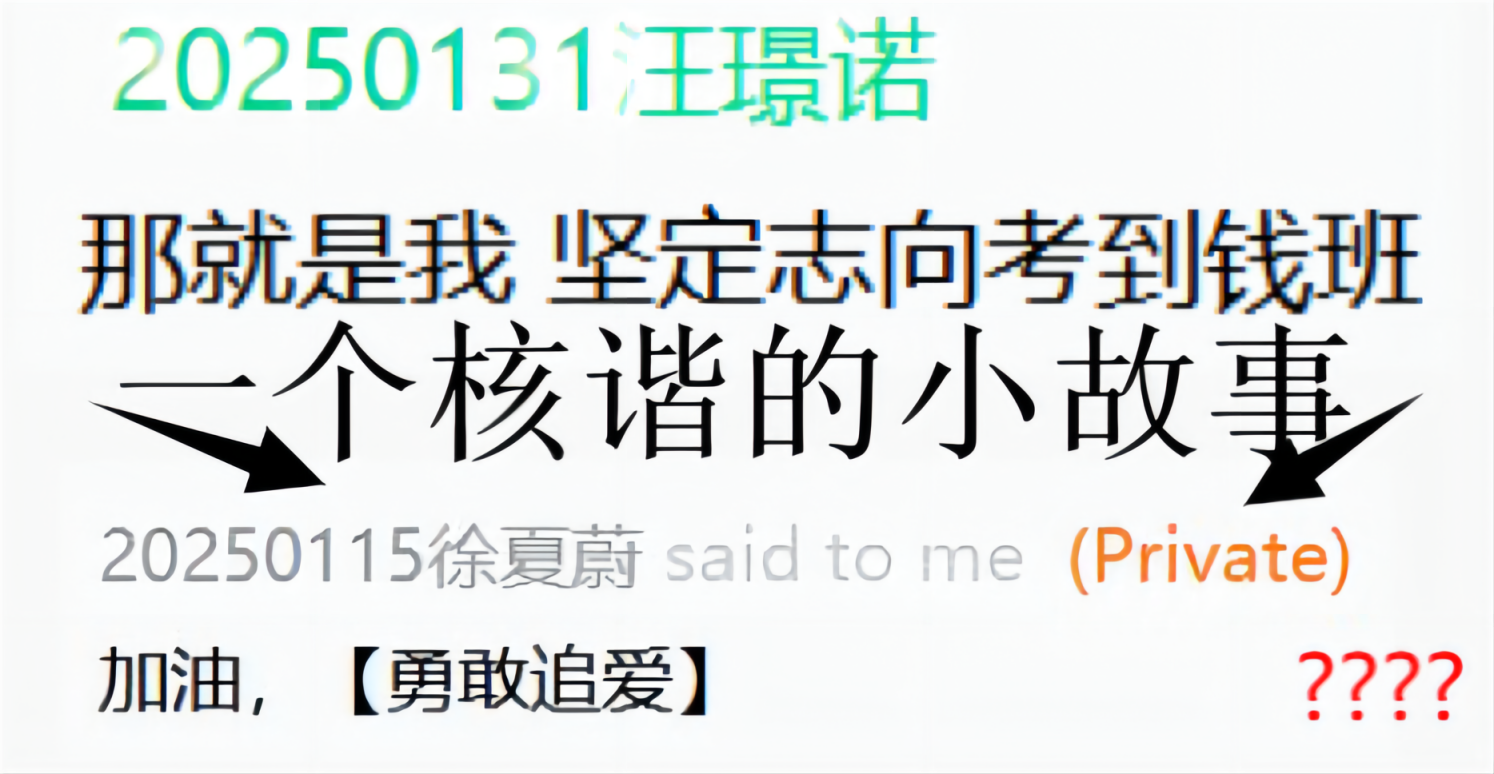 20250131汪璟诺
那就是我 坚定志向考到钱班
一个核谐的小故事
20250115徐夏蔚 said to me (Private)
加油，【勇敢追爱】
????